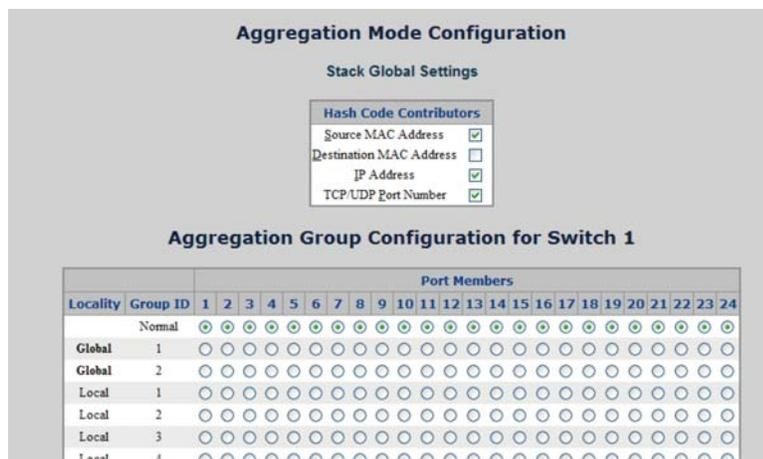 Aggregation Mode Configuration
Stack Global Settings
Hash Code Contributors
Source MAC Address
Destination MAC Address
IP Address
TCP/UDP Port Number
Aggregation Group Configuration for Switch 1
Port Members
Locality Group ID 1 2 3 4 5 6 7 8 9 10 11 12 13 14 15 16 17 18 19 20 21 22 23 24
Normal
Global 1
Global 2
Local 1
Local 2
Local 3
Local 4